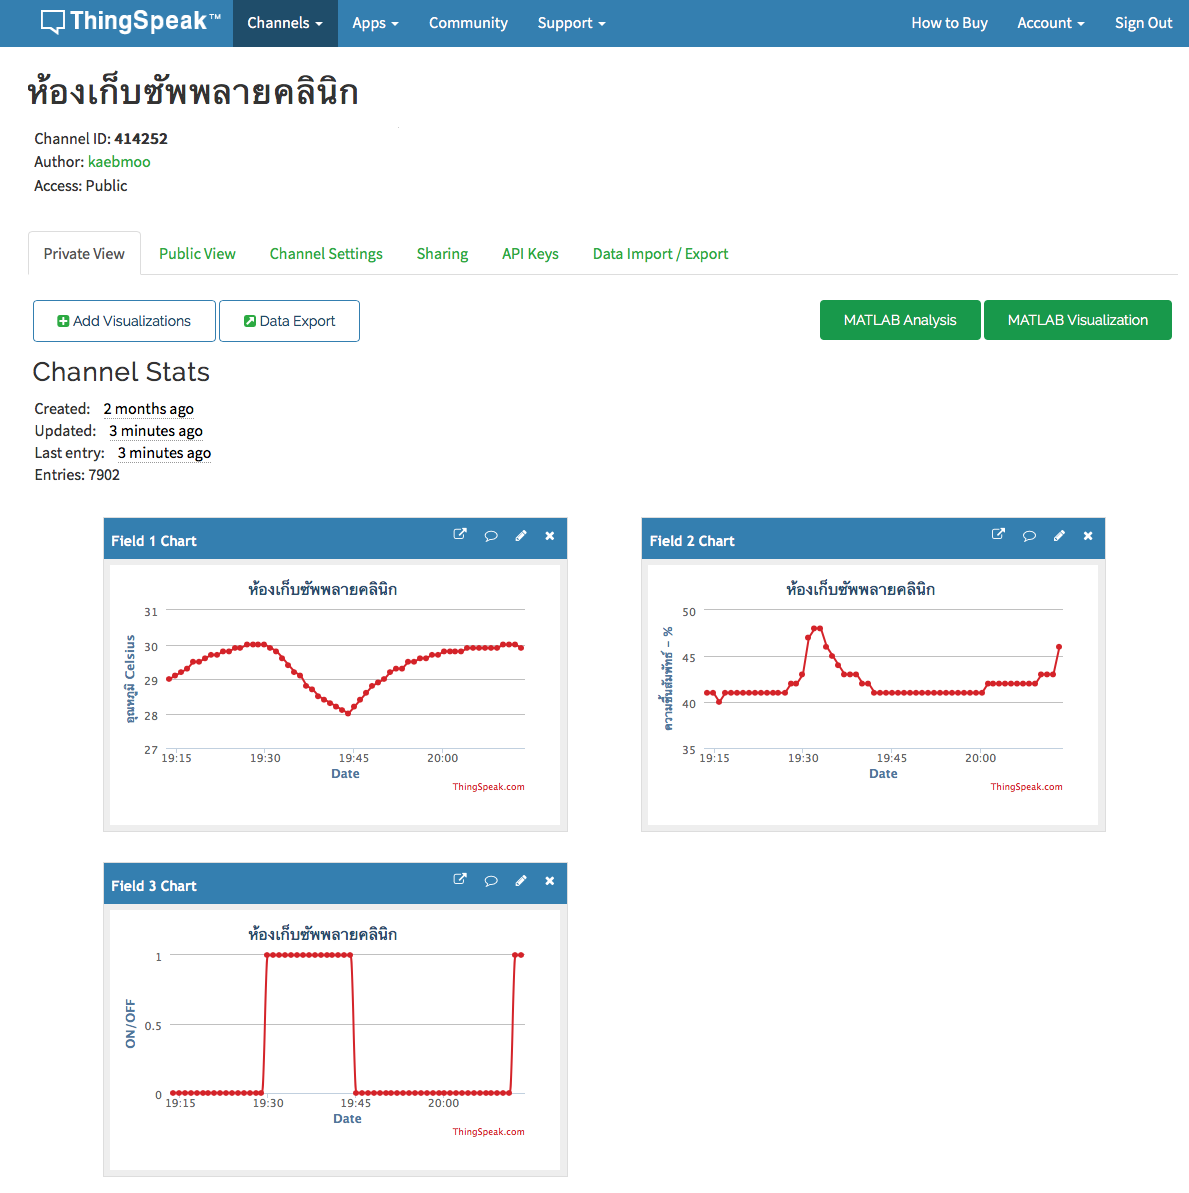 ThingSpeak™ Channels Apps Community Support How to Buy Account Sign Out
ห้องเก็บซัพพลายคลินิก
Channel ID: 414252
Author: kaebmoo
Access: Public
Private View Public View Channel Settings Sharing API Keys Data Import / Export
Add Visualizations Data Export MATLAB Analysis MATLAB Visualization
Channel Stats
Created: 2 months ago
Updated: 3 minutes ago
Last entry: 3 minutes ago
Entries: 7902
Field 1 Chart
ห้องเก็บซัพพลายคลินิก
อุณหภูมิ Celsius
31
30
29
28
27
19:15 19:30 19:45 20:00
Date
ThingSpeak.com
Field 2 Chart
ห้องเก็บซัพพลายคลินิก
ความชื้นสัมพัทธ์ – %
50
45
40
35
19:15 19:30 19:45 20:00
Date
ThingSpeak.com
Field 3 Chart
ห้องเก็บซัพพลายคลินิก
ON/OFF
1
0.5
0
19:15 19:30 19:45 20:00
Date
ThingSpeak.com